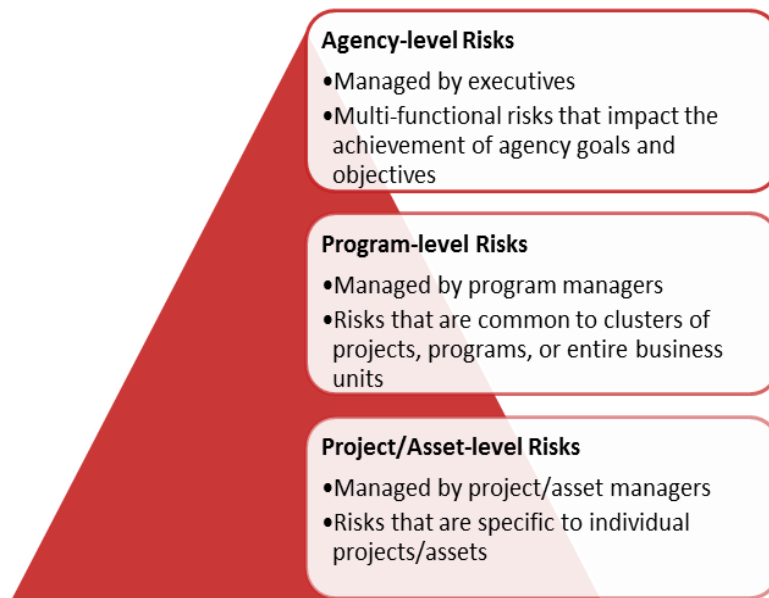 Agency-level Risks
•Managed by executives
•Multi-functional risks that impact the
achievement of agency goals and
objectives
Program-level Risks
•Managed by program managers
•Risks that are common to clusters of
projects, programs, or entire business
units
Project/Asset-level Risks
•Managed by project/asset managers
•Risks that are specific to individual
projects/assets